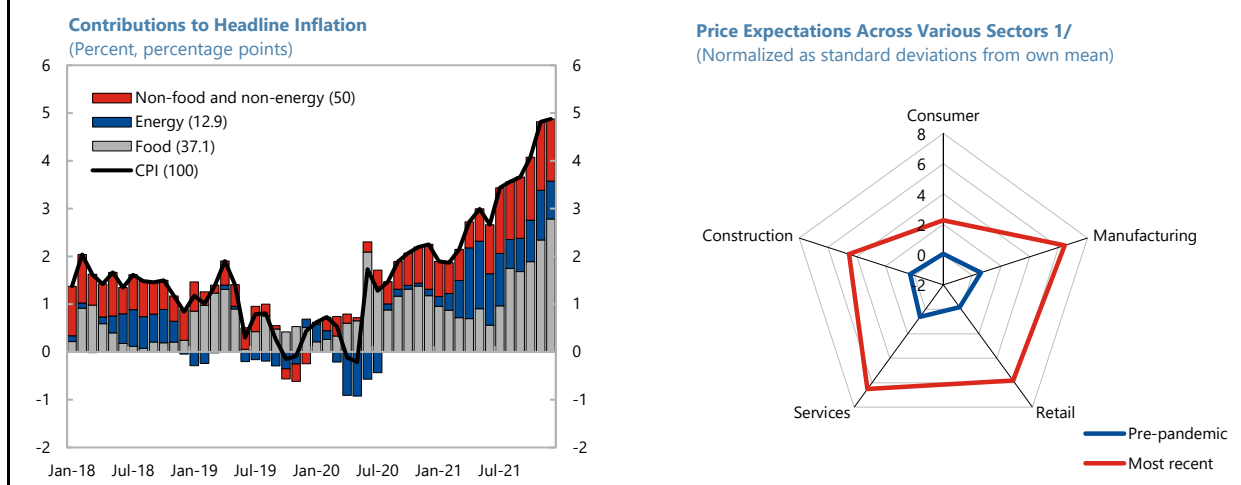 Contributions to Headline Inflation
(Percent, percentage points)
6
5
4
3
2
1
0
-1
-2
6
5
4
3
2
1
0
-1
-2
Non-food and non-energy (50)
Energy (12.9)
Food (37.1)
CPI (100)
Jan-18
Jul-18
Jan-19
Jul-19
Jan-20
Jul-20
Jan-21
Jul-21
Price Expectations Across Various Sectors 1/
(Normalized as standard deviations from own mean)
Consumer
8
6
4
2
0
-2
Construction
Manufacturing
Services
Retail
Pre-pandemic
Most recent